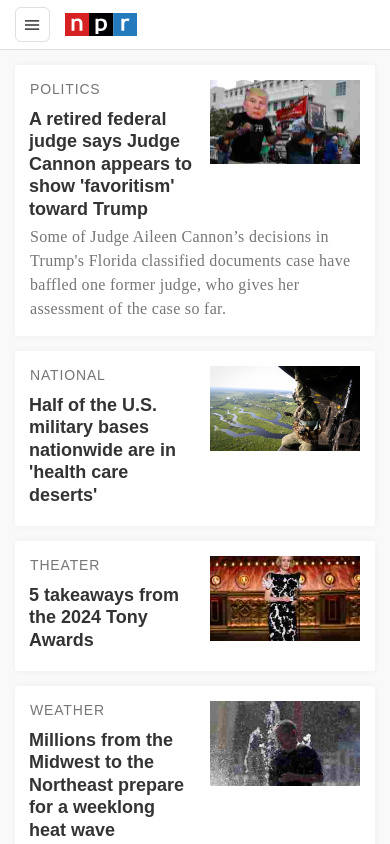 npr
POLITICS
A retired federal
judge says Judge
Cannon appears to
show 'favoritism'
toward Trump
Some of Judge Aileen Cannon’s decisions in
Trump's Florida classified documents case have
baffled one former judge, who gives her
assessment of the case so far.
NATIONAL
Half of the U.S.
military bases
nationwide are in
'health care
deserts'
THEATER
5 takeaways from
the 2024 Tony
Awards
WEATHER
Millions from the
Midwest to the
Northeast prepare
for a weeklong
heat wave